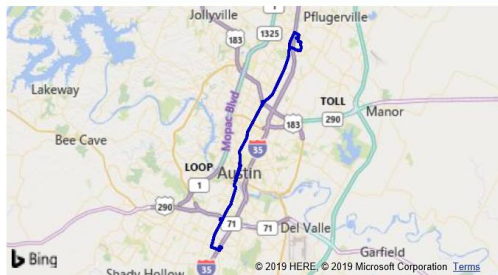 Jollyville
1
Pflugerville
1325
183
Lakeway
Mopac Blvd
TOLL
290
Manor
183
Bee Cave
35
LOOP
Austin
1
290
71
71
Del Valle
35
Garfield
Shady Hollow
Bing
© 2019 HERE, © 2019 Microsoft Corporation Terms